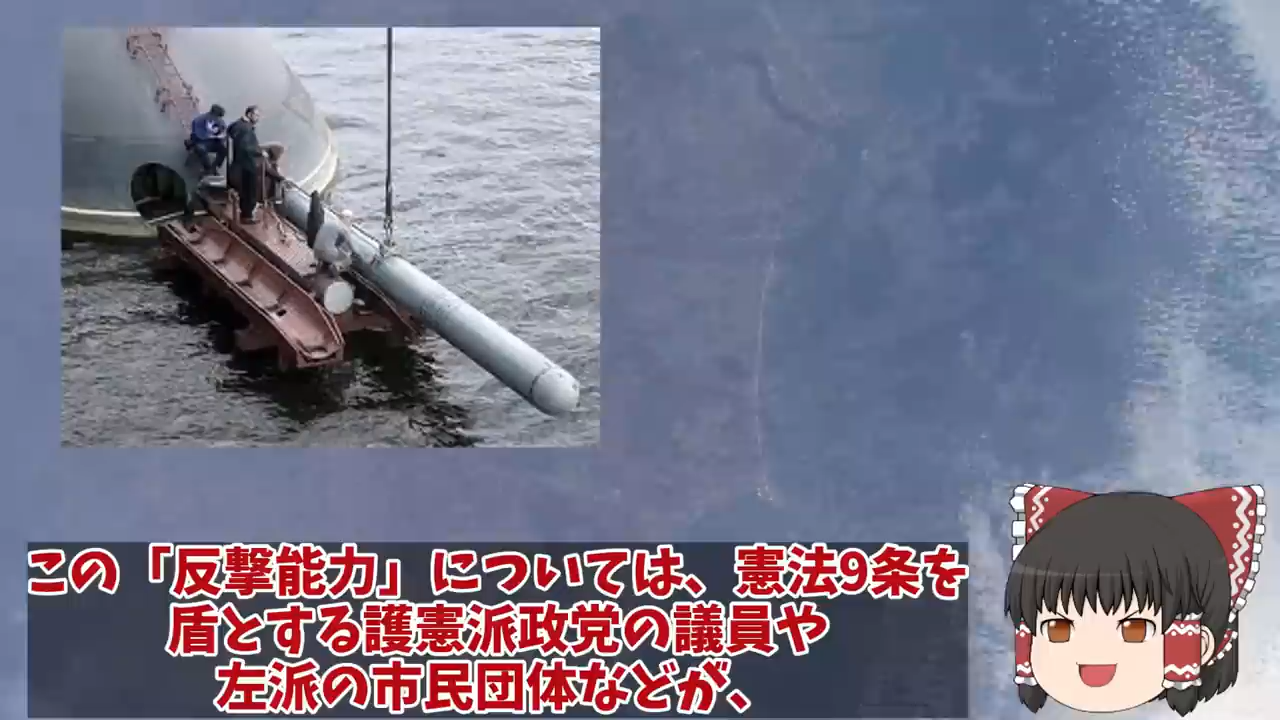 この「反撃能力」については、憲法9条を
盾とする護憲派政党の議員や
左派の市民団体などが、